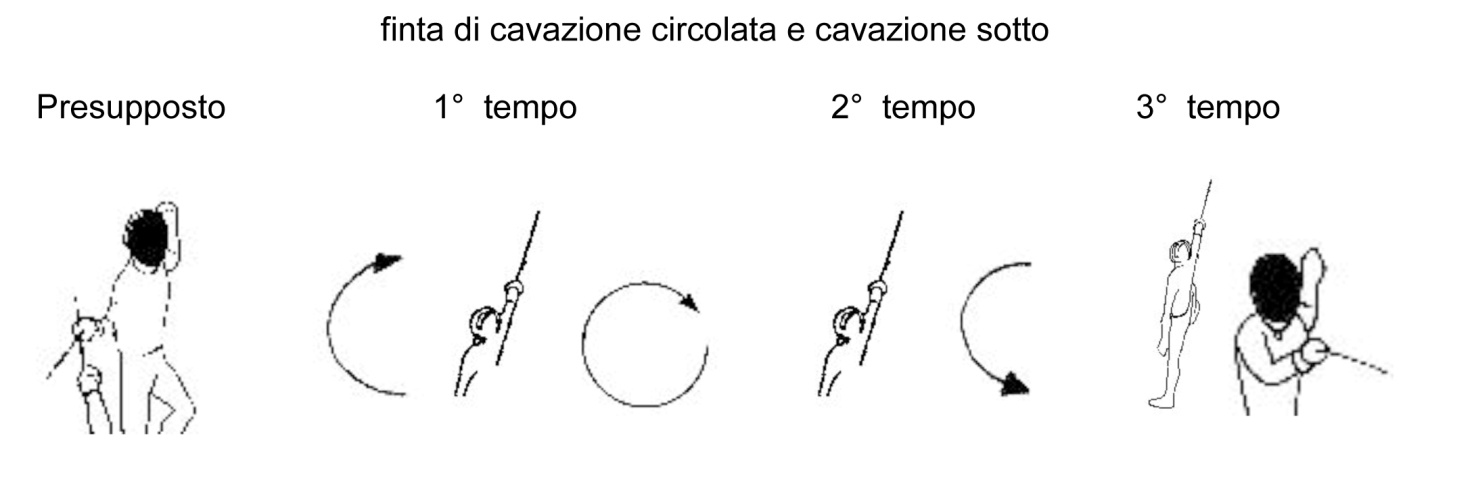 finta di cavazione circolata e cavazione sotto
Presupposto 1° tempo 2° tempo 3° tempo